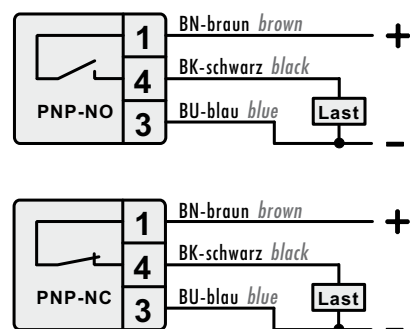 1 BN-braun brown +
4 BK-schwarz black
PNP-NO 3 BU-blau blue Last
–
1 BN-braun brown +
4 BK-schwarz black
PNP-NC 3 BU-blau blue Last
–